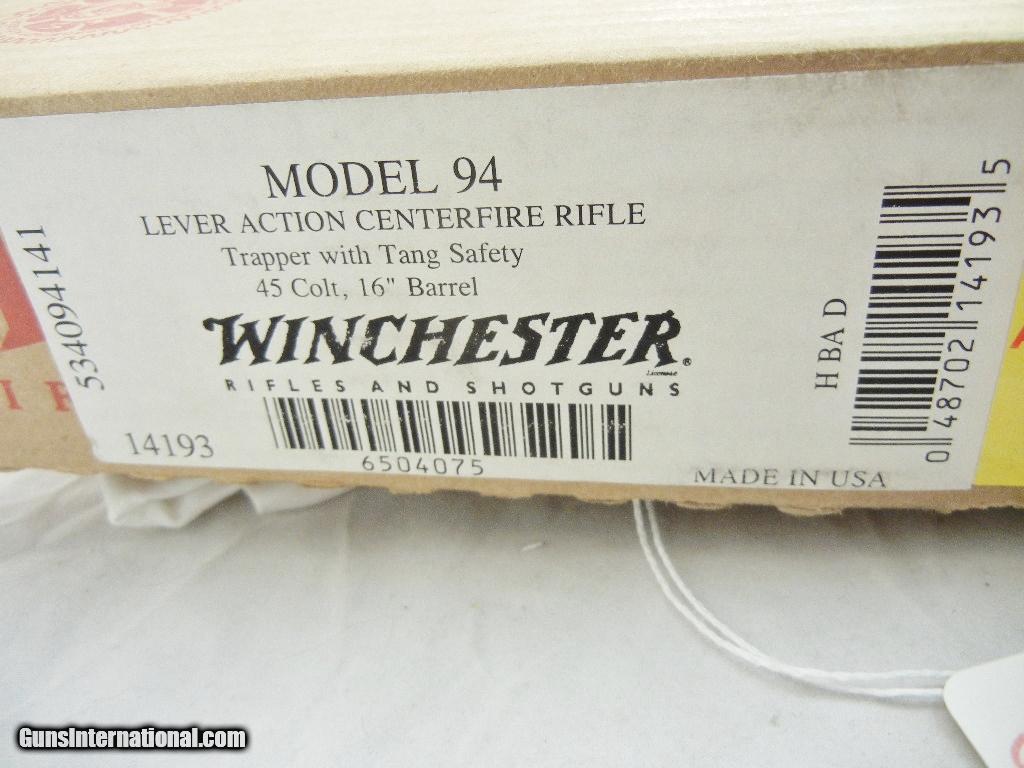 MODEL 94
LEVER ACTION CENTERFIRE RIFLE
Trapper with Tang Safety
45 Colt, 16" Barrel
WINCHESTER®
RIFLES AND SHOTGUNS
534094141
14193
6504075
H BA D
0 48702 14193 5
MADE IN USA
GunsInternational.com